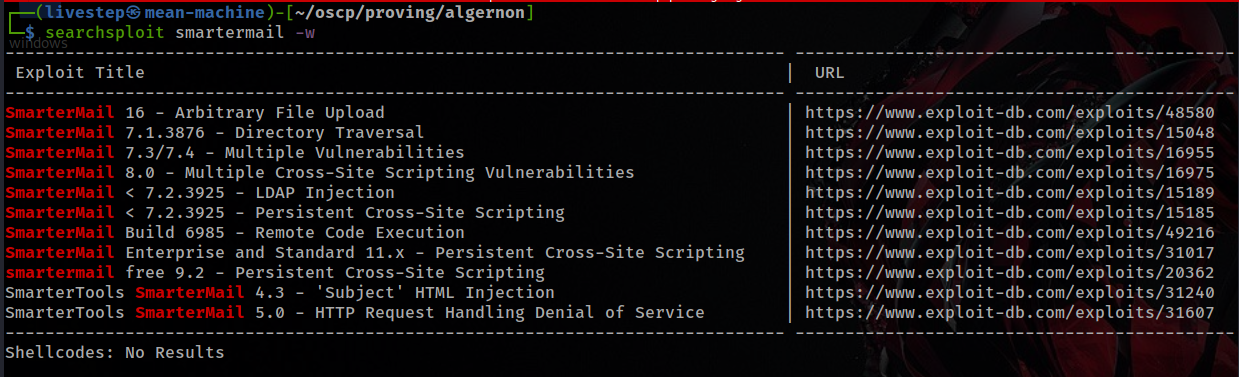 (livestep㉿mean-machine)-[~/oscp/proving/algernon]
$ searchsploit smartermail -w
windows
Exploit Title | URL
SmarterMail 16 - Arbitrary File Upload | https://www.exploit-db.com/exploits/48580
SmarterMail 7.1.3876 - Directory Traversal | https://www.exploit-db.com/exploits/15048
SmarterMail 7.3/7.4 - Multiple Vulnerabilities | https://www.exploit-db.com/exploits/16955
SmarterMail 8.0 - Multiple Cross-Site Scripting Vulnerabilities | https://www.exploit-db.com/exploits/16975
SmarterMail < 7.2.3925 - LDAP Injection | https://www.exploit-db.com/exploits/15189
SmarterMail < 7.2.3925 - Persistent Cross-Site Scripting | https://www.exploit-db.com/exploits/15185
SmarterMail Build 6985 - Remote Code Execution | https://www.exploit-db.com/exploits/49216
SmarterMail Enterprise and Standard 11.x - Persistent Cross-Site Scripting | https://www.exploit-db.com/exploits/31017
smartermail free 9.2 - Persistent Cross-Site Scripting | https://www.exploit-db.com/exploits/20362
SmarterTools SmarterMail 4.3 - 'Subject' HTML Injection | https://www.exploit-db.com/exploits/31240
SmarterTools SmarterMail 5.0 - HTTP Request Handling Denial of Service | https://www.exploit-db.com/exploits/31607
Shellcodes: No Results